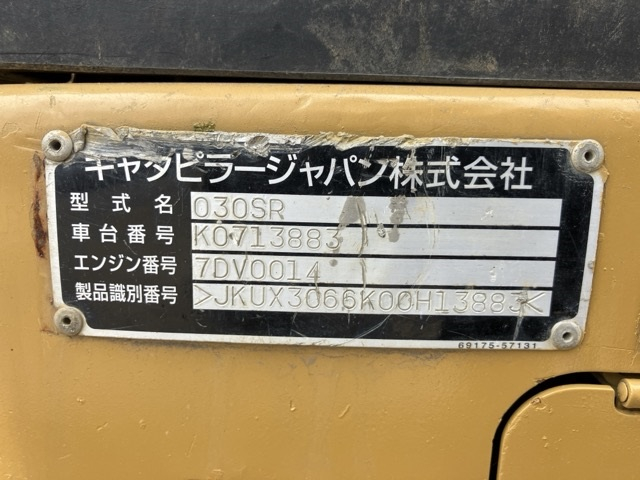 キャタピラージャパン株式会社
型式名 030SR
車台番号 K0713883
エンジン番号 7DV0014
製品識別番号 >JKUX3066K00H13883<
69175-57131